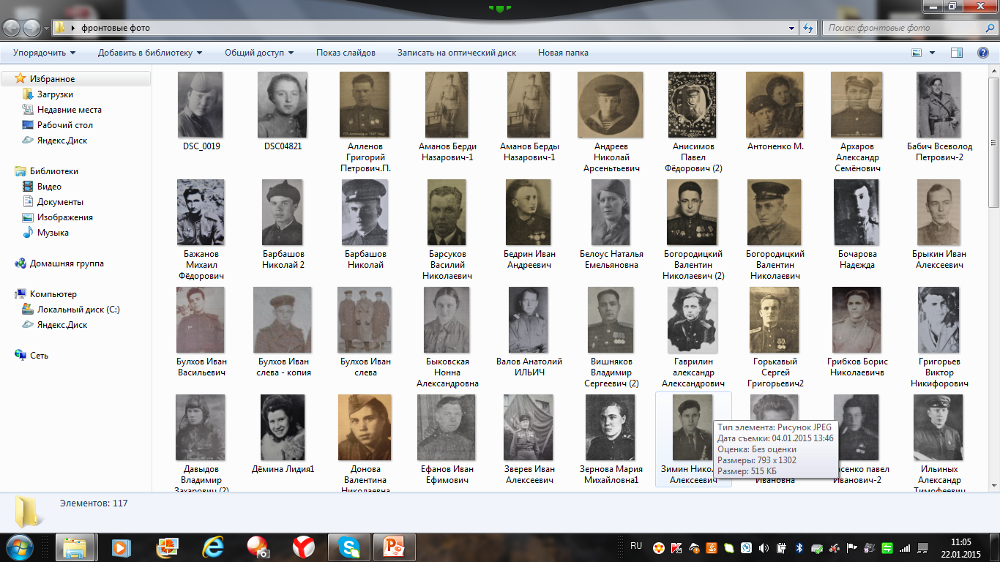 фронтовые фото
Поиск: фронтовые фото
Упорядочить
Добавить в библиотеку
Общий доступ
Показ слайдов
Записать на оптический диск
Новая папка
Избранное
Загрузки
Недавние места
Рабочий стол
Яндекс.Диск
Библиотеки
Видео
Документы
Изображения
Музыка
Домашняя группа
Компьютер
Локальный диск (C:)
Яндекс.Диск
Сеть
DSC_0019
DSC04821
Алленов
Григорий
Петрович.П.
Аманов Берди
Назарович-1
Аманов Берды
Назарович-1
Андреев
Николай
Арсеньтьевич
Анисимов
Павел
Фёдорович (2)
Антоненко М.
Архаров
Александр
Семёнович
Бабич Всеволод
Петрович-2
Бажанов
Михаил
Фёдорович
Барбашов
Николай 2
Барбашов
Николай
Барсуков
Василий
Николаевич
Бедрин Иван
Андреевич
Белоус Наталья
Емельяновна
Богородицкий
Валентин
Николаевич (2)
Богородицкий
Валентин
Николаевич
Бочарова
Надежда
Брыкин Иван
Алексеевич
Булхов Иван
Васильевич
Булхов Иван
слева - копия
Булхов Иван
слева
Быковская
Нонна
Александровна
Валов Анатолий
ИЛЬИЧ
Вишняков
Владимир
Сергеевич (2)
Гаврилин
александр
Александрович
Горькавый
Сергей
Григорьевич2
Грибков Борис
Николаевичв
Григорьев
Виктор
Никифорович
Давыдов
Владимир
Захарович (2)
Дёмина Лидия1
Донова
Валентина
Николаевна
Ефанов Иван
Ефимович
Зверев Иван
Алексеевич
Зернова Мария
Михайловна1
Зимин Никол
Алексеевич
Ивановна
сенко павел
Иванович-2
Ильиных
Александр
Тимофеевич
Тип элемента: Рисунок JPEG
Дата съемки: 04.01.2015 13:46
Оценка: Без оценки
Размеры: 793 x 1302
Размер: 515 КБ
Элементов: 117
RU
11:05
22.01.2015